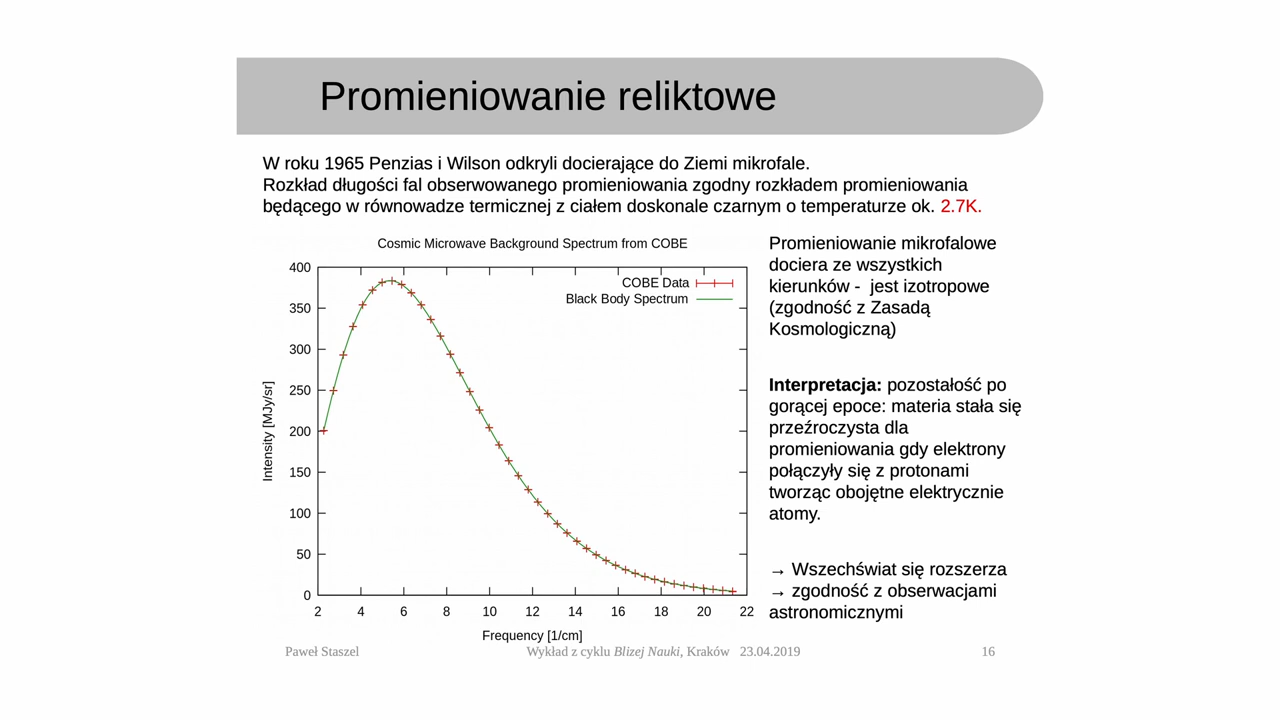 Promieniowanie reliktowe
W roku 1965 Penzias i Wilson odkryli docierające do Ziemi mikrofale.
Rozkład długości fal obserwowanego promieniowania zgodny rozkładem promieniowania
będącego w równowadze termicznej z ciałem doskonale czarnym o temperaturze ok. 2.7K.
Cosmic Microwave Background Spectrum from COBE
COBE Data
Black Body Spectrum
Intensity [MJy/sr]
400
350
300
250
200
150
100
50
0
2 4 6 8 10 12 14 16 18 20 22
Frequency [1/cm]
Promieniowanie mikrofalowe
dociera ze wszystkich
kierunków - jest izotropowe
(zgodność z Zasadą
Kosmologiczną)
Interpretacja: pozostałość po
gorącej epoce: materia stała się
przeźroczysta dla
promieniowania gdy elektrony
połączyły się z protonami
tworząc obojętne elektrycznie
atomy.
→ Wszechświat się rozszerza
→ zgodność z obserwacjami
astronomicznymi
Paweł Staszel
Wykład z cyklu Blizej Nauki, Kraków 23.04.2019
16